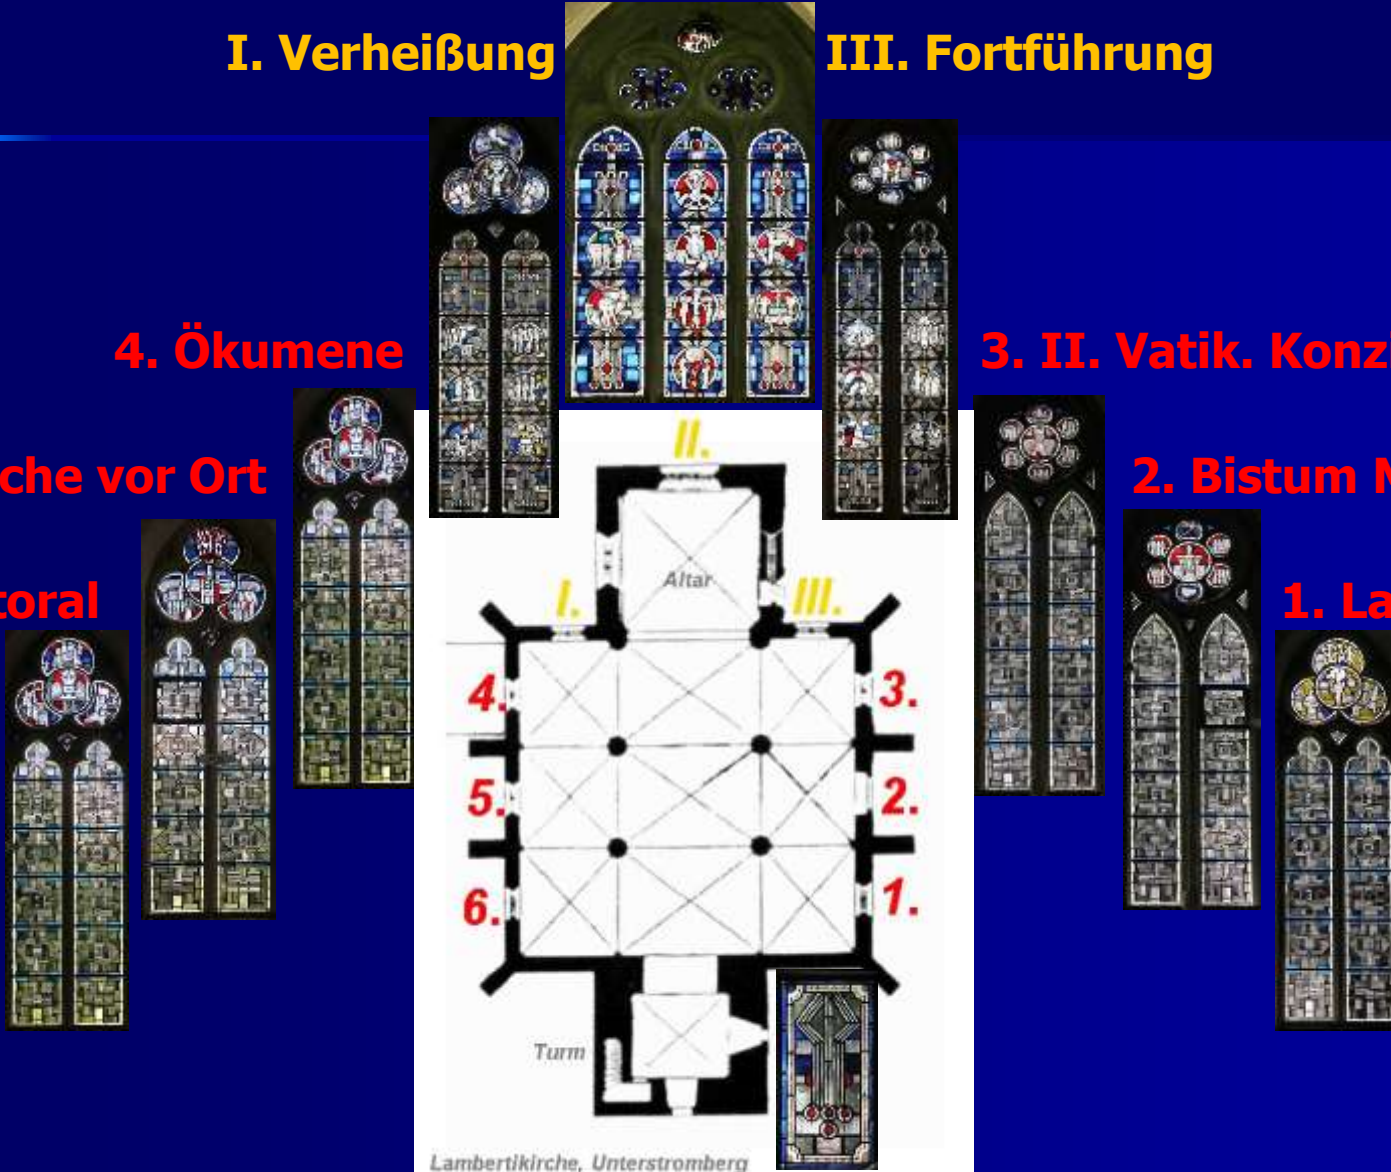 I. Verheißung
III. Fortführung
4. Ökumene
3. II. Vatik. Konz
che vor Ort
2. Bistum
toral
1. La
II.
Altar
I.
III.
4.
3.
5.
2.
6.
1.
Turm
Lambertikirche, Unterstromberg